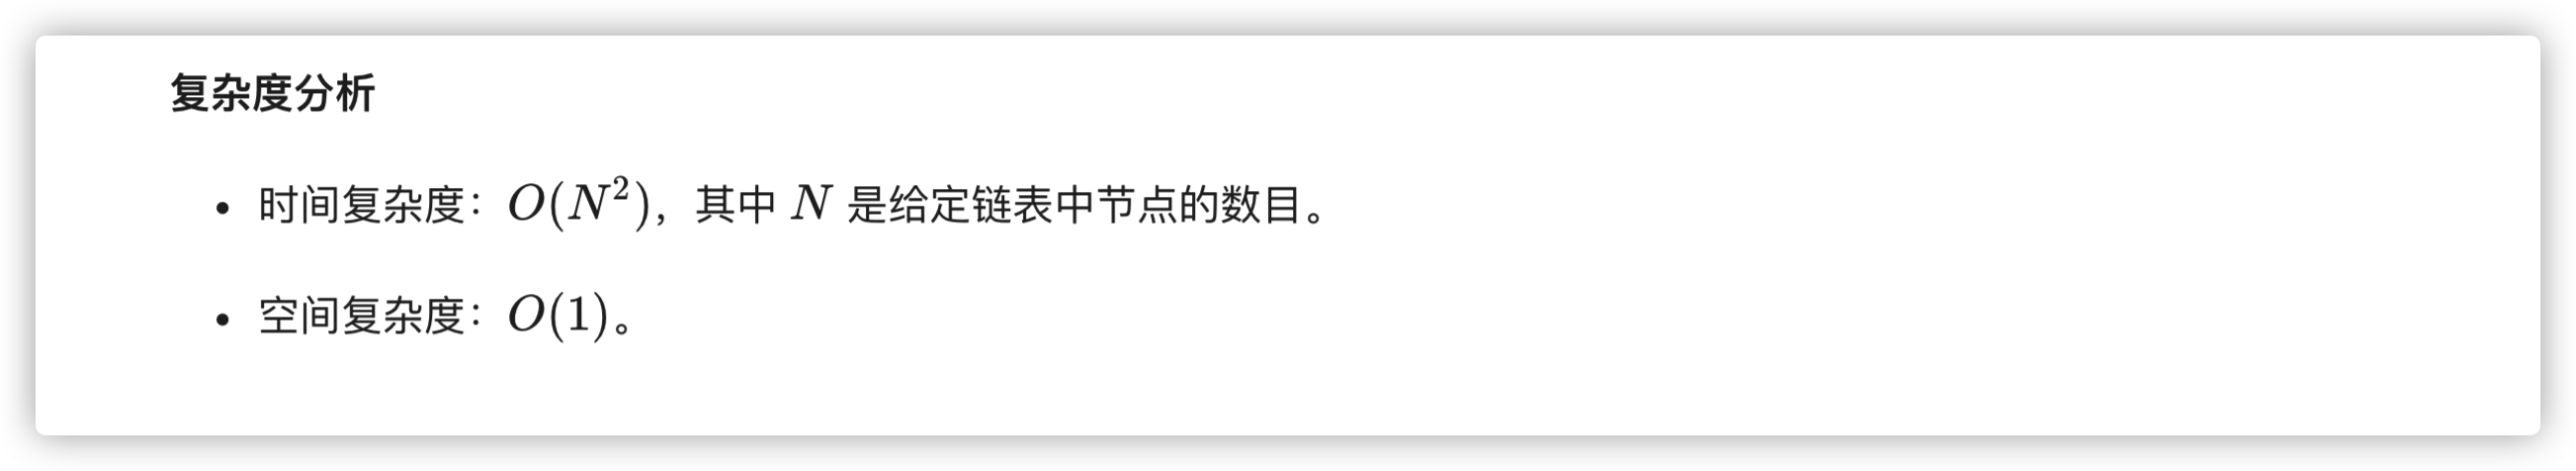 复杂度分析
• 时间复杂度：O(N²)，其中 N 是给定链表中节点的数目。
• 空间复杂度：O(1)。